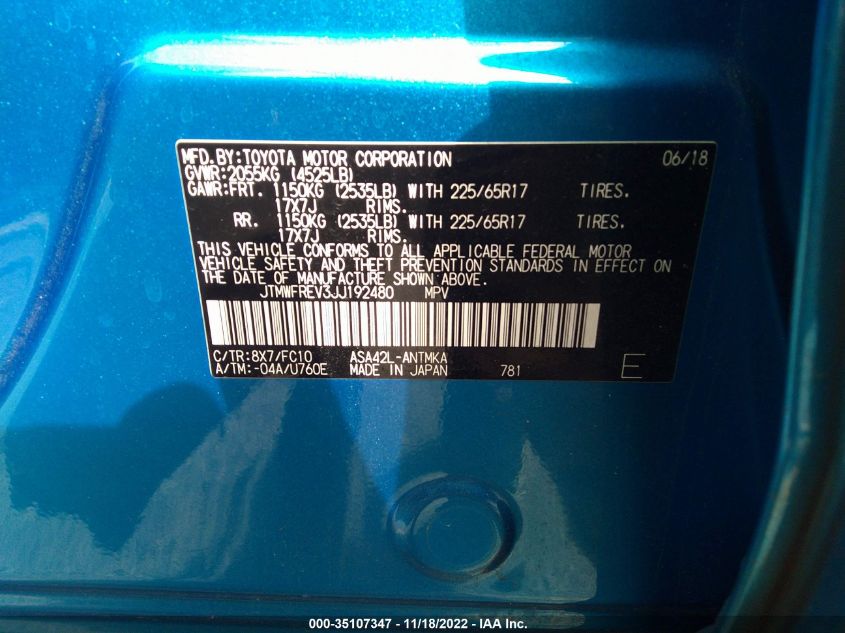 MFD.BY:TOYOTA MOTOR CORPORATION 06/18
GVWR:2055KG (4525LB)
GAWR:FRT. 1150KG (2535LB) WITH 225/65R17 TIRES.
17X7J RIMS.
RR. 1150KG (2535LB) WITH 225/65R17 TIRES.
17X7J RIMS.
THIS VEHICLE CONFORMS TO ALL APPLICABLE FEDERAL MOTOR
VEHICLE SAFETY AND THEFT PREVENTION STANDARDS IN EFFECT ON
THE DATE OF MANUFACTURE SHOWN ABOVE.
JTMWFREV3JJ192480 MPV
C/TR:8X7/FC10 ASA42L-ANTMKA
A/TM:-04A/U760E MADE IN JAPAN 781 E
000-35107347 - 11/18/2022 - IAA Inc.